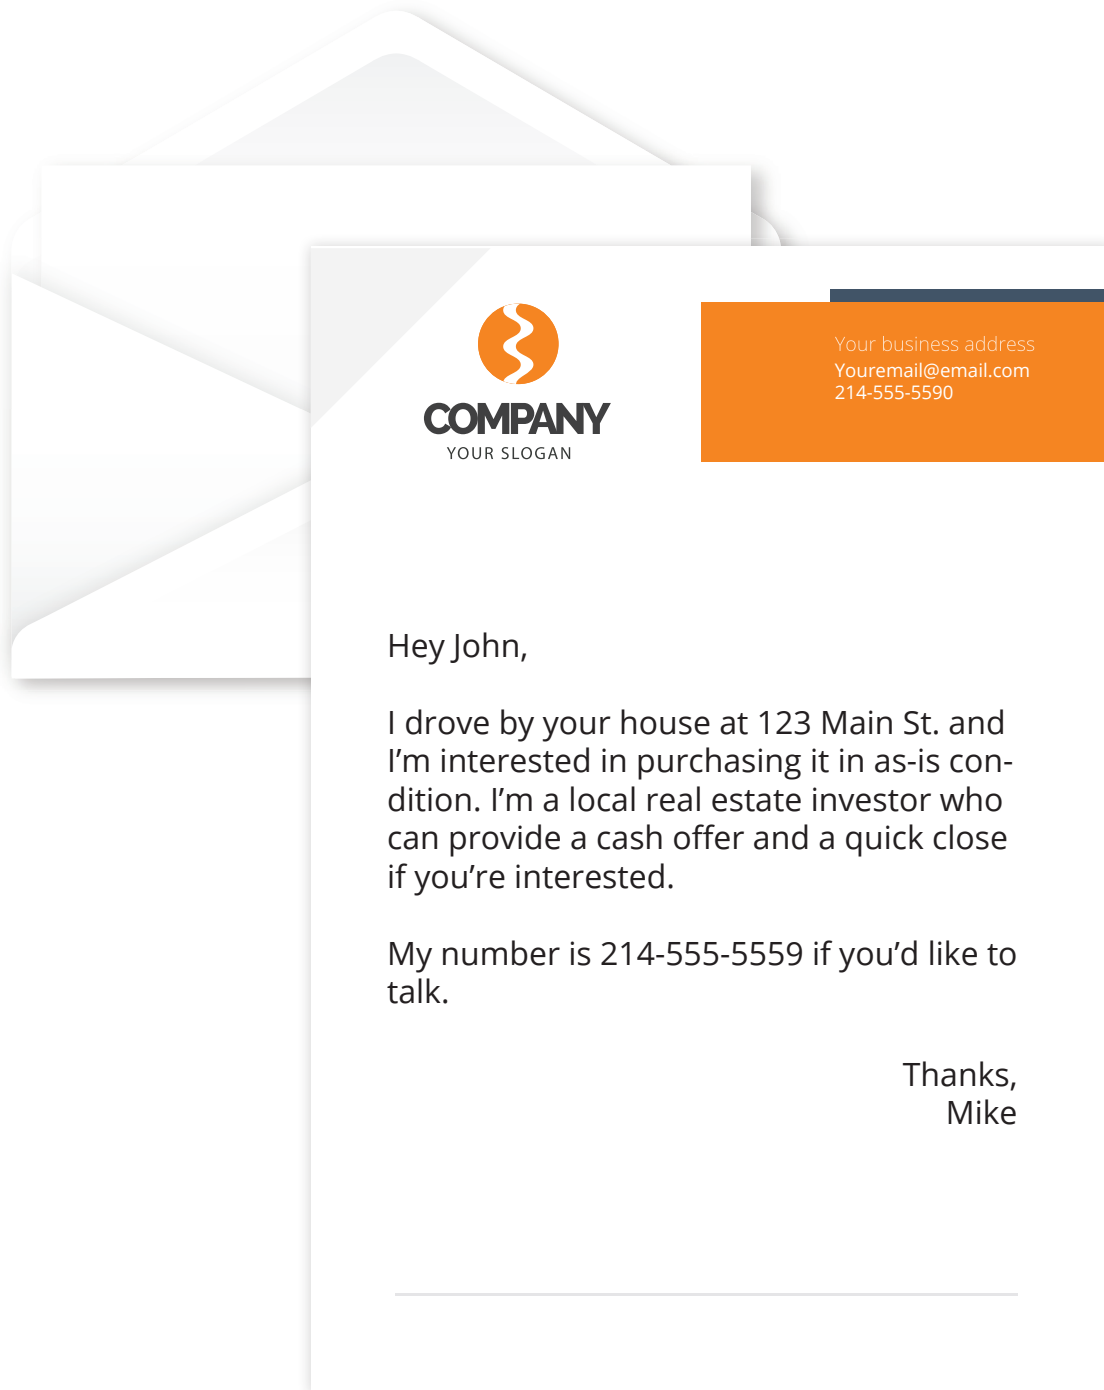 COMPANY
YOUR SLOGAN
Your business address
Youremail@email.com
214-555-5590
Hey John,
I drove by your house at 123 Main St. and
I’m interested in purchasing it in as-is con-
dition. I’m a local real estate investor who
can provide a cash offer and a quick close
if you’re interested.
My number is 214-555-5559 if you’d like to
talk.
Thanks,
Mike